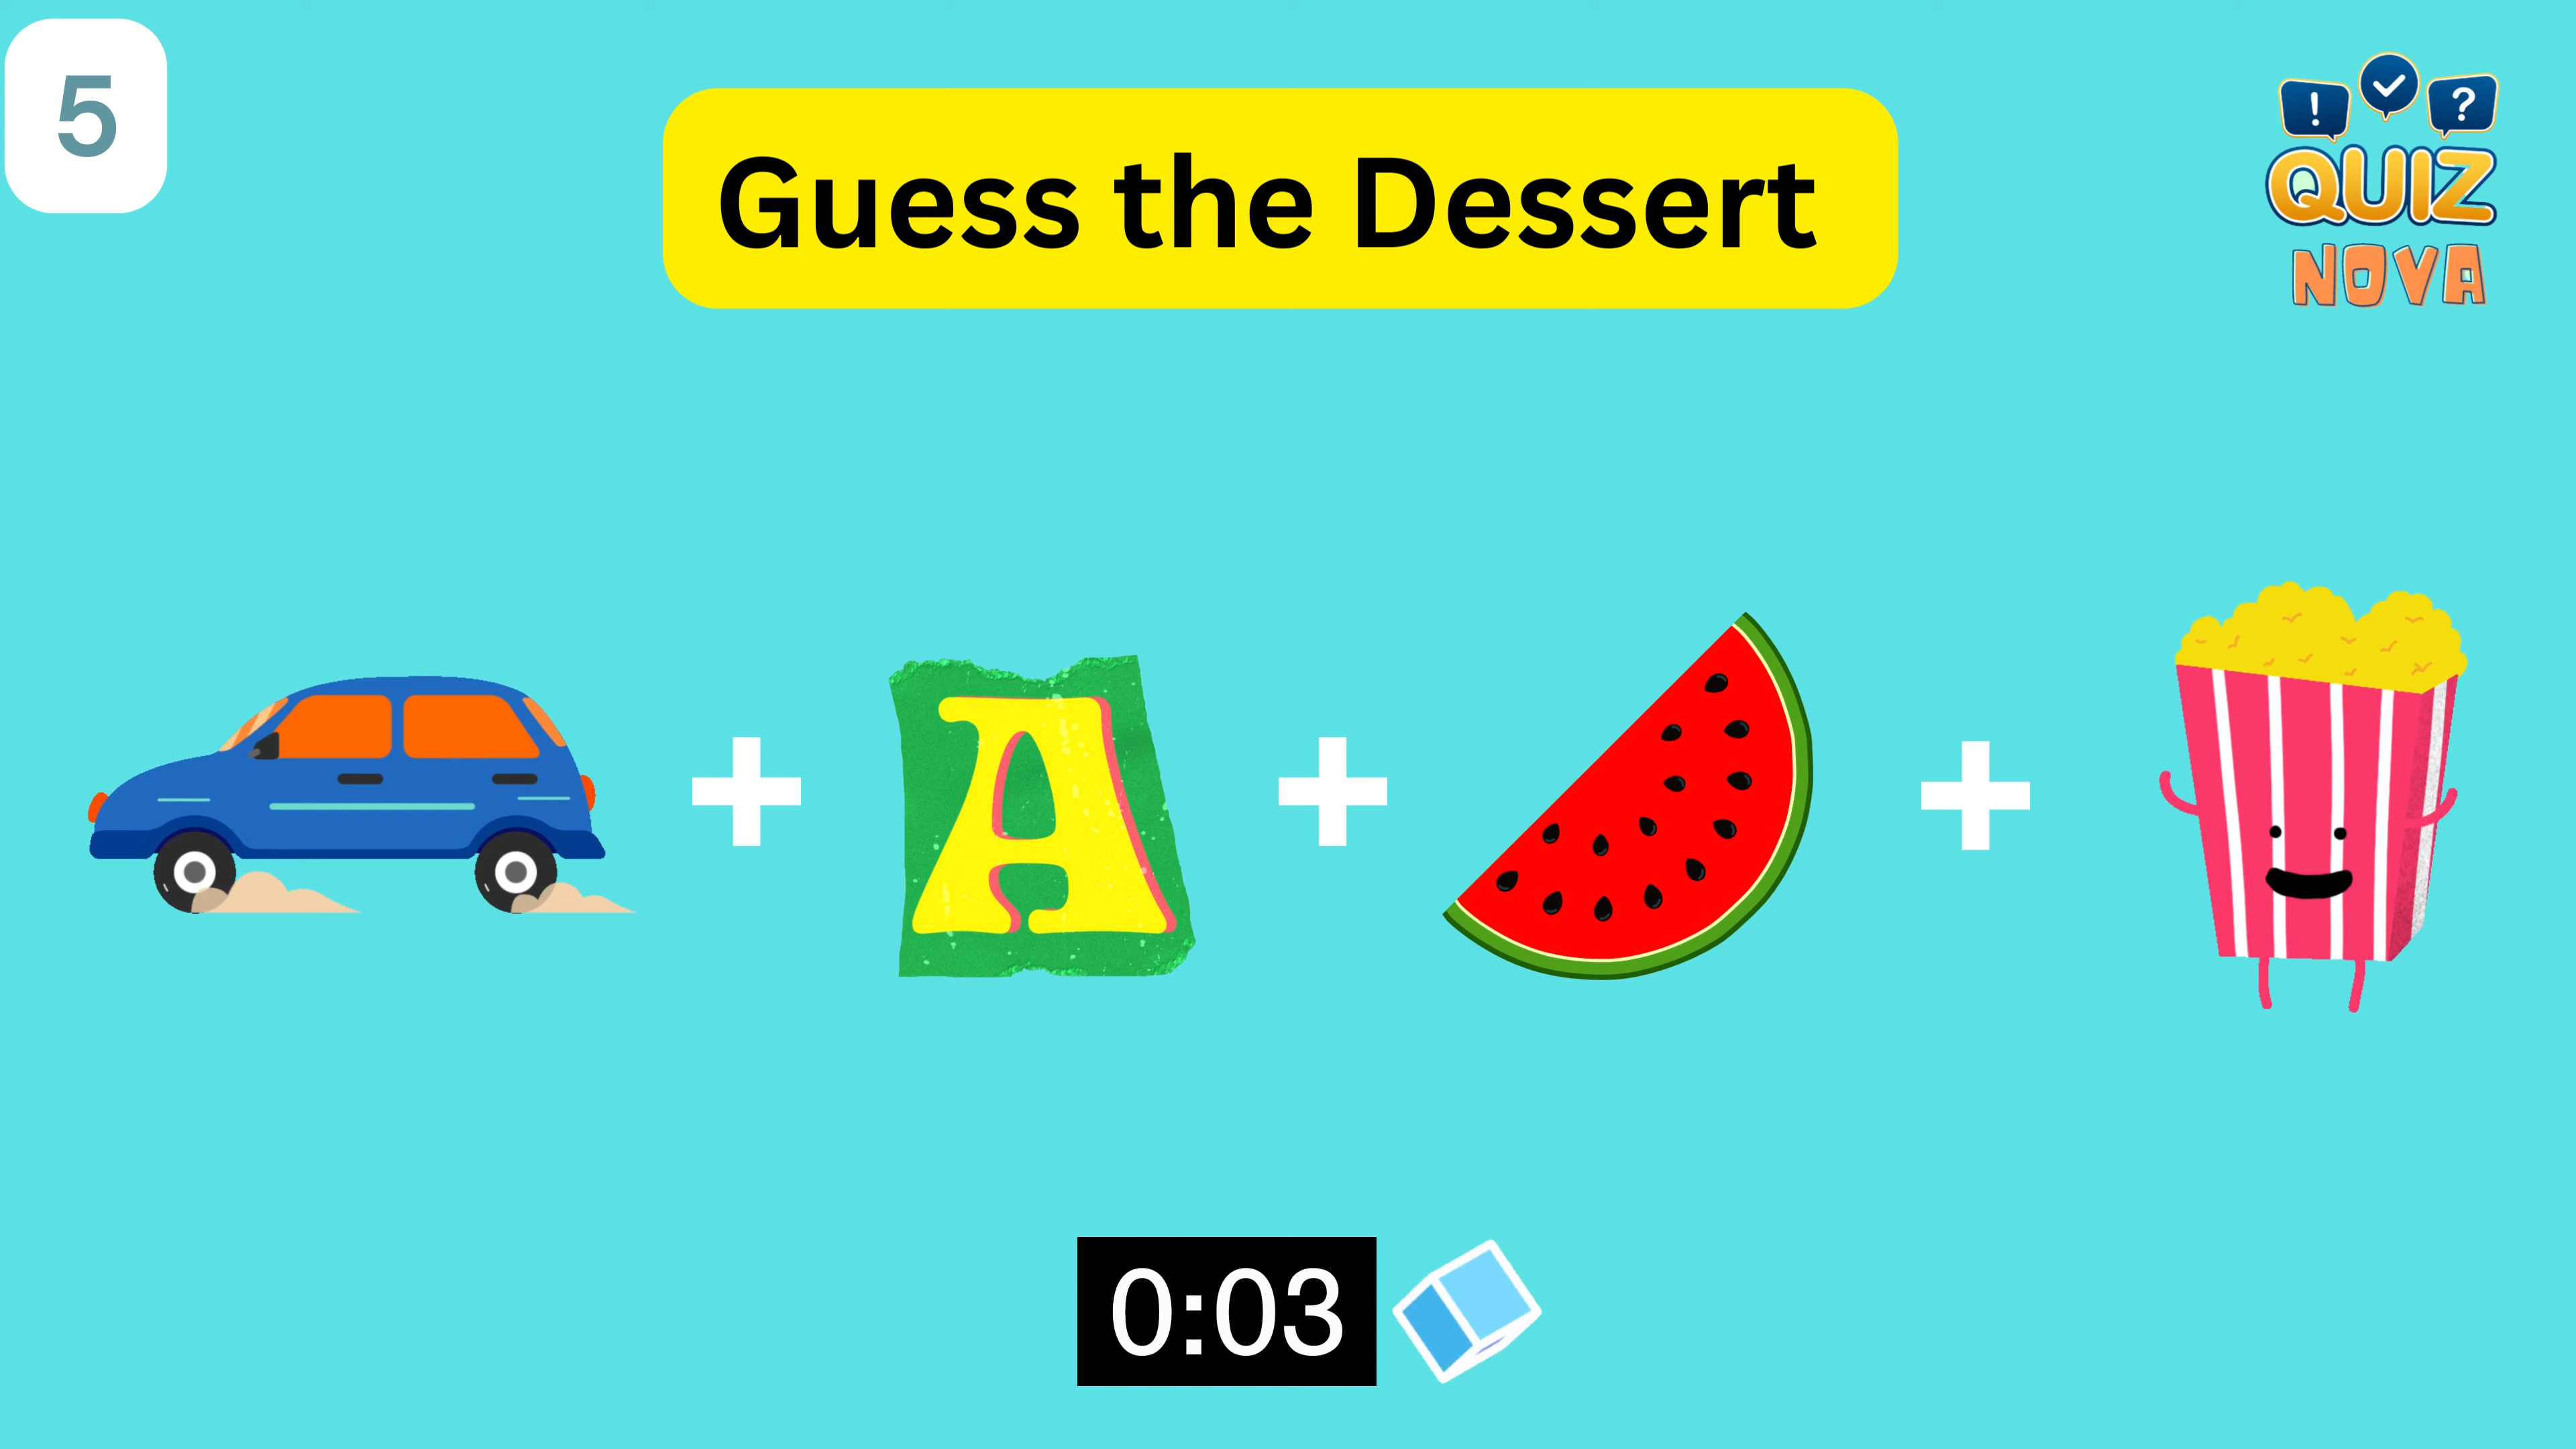 5
Guess the Dessert
! ?
QUIZ
NOVA
+ A + +
0:03